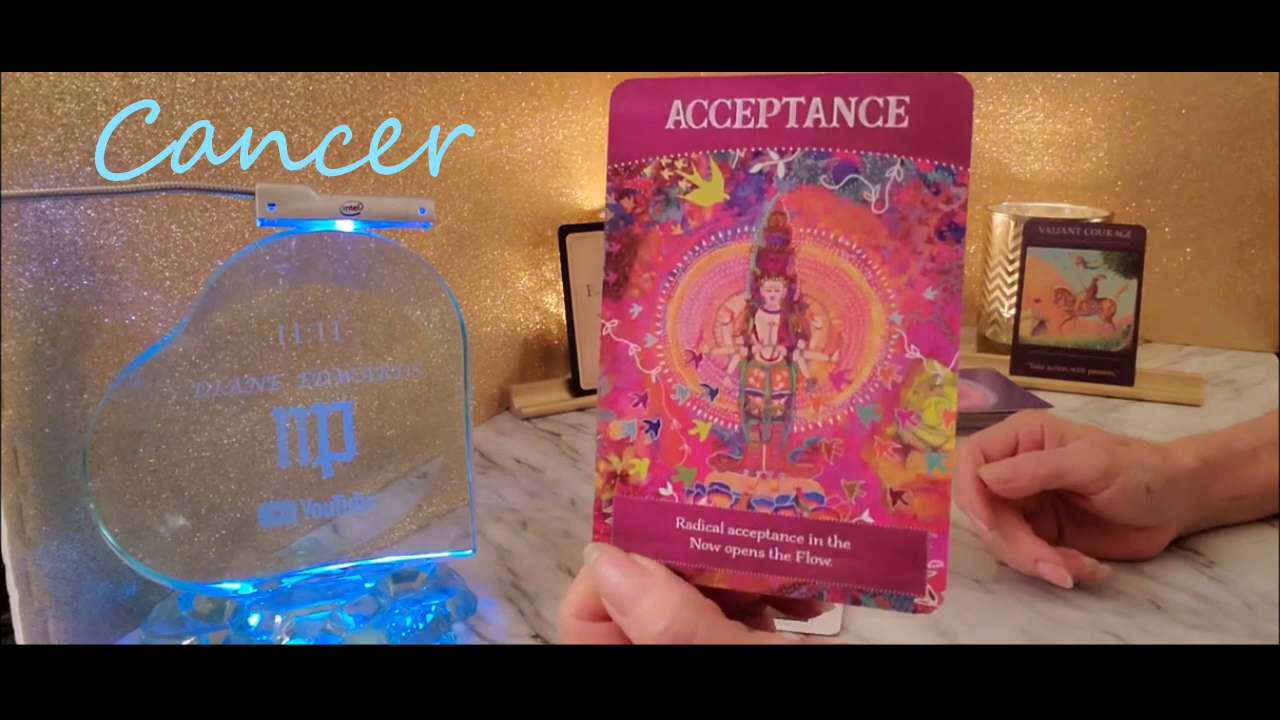 Cancer
intel
11 11
DIANE EDWARDS
YouTube
ACCEPTANCE
Radical acceptance in the
Now opens the Flow.
VALIANT COURAGE
"Take action with passion."